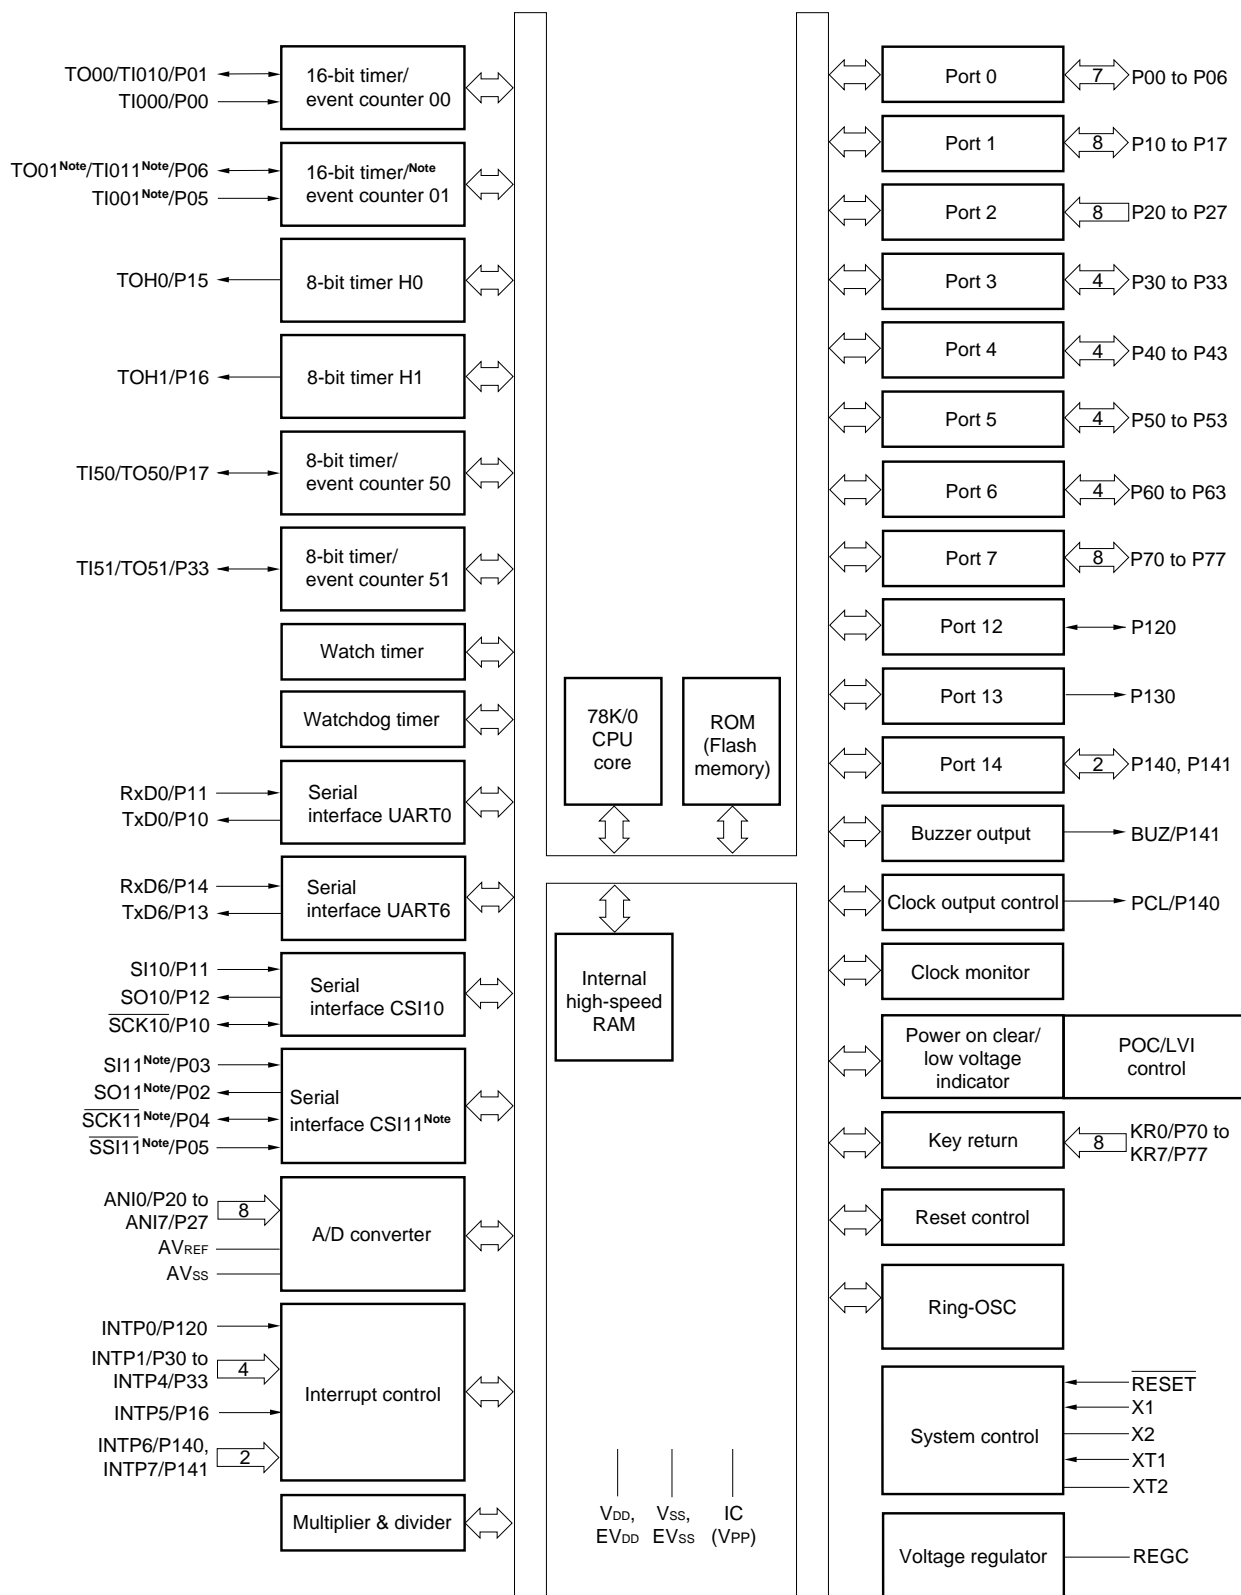 TO00/TI010/P01
TI000/P00
16-bit timer/
event counter 00
TO01Note/TI011Note/P06
TI001Note/P05
16-bit timer/Note
event counter 01
TOH0/P15
8-bit timer H0
TOH1/P16
8-bit timer H1
TI50/TO50/P17
8-bit timer/
event counter 50
TI51/TO51/P33
8-bit timer/
event counter 51
Watch timer
Watchdog timer
RxD0/P11
TxD0/P10
Serial
interface UART0
RxD6/P14
TxD6/P13
Serial
interface UART6
SI10/P11
SO10/P12
SCK10/P10
Serial
interface CSI10
SI11Note/P03
SO11Note/P02
SCK11Note/P04
SSI11Note/P05
Serial
interface CSI11Note
ANI0/P20 to
ANI7/P27
8
AVREF
AVSS
A/D converter
INTP0/P120
INTP1/P30 to
INTP4/P33
4
INTP5/P16
INTP6/P140,
INTP7/P141
2
Interrupt control
Multiplier & divider
78K/0
CPU
core
ROM
(Flash
memory)
Internal
high-speed
RAM
VDD,
EVDD
VSS,
EVSS
IC
(VPP)
Port 0
7
P00 to P06
Port 1
8
P10 to P17
Port 2
8
P20 to P27
Port 3
4
P30 to P33
Port 4
4
P40 to P43
Port 5
4
P50 to P53
Port 6
4
P60 to P63
Port 7
8
P70 to P77
Port 12
P120
Port 13
P130
Port 14
2
P140, P141
Buzzer output
BUZ/P141
Clock output control
PCL/P140
Clock monitor
Power on clear/
low voltage
indicator
POC/LVI
control
Key return
8
KR0/P70 to
KR7/P77
Reset control
Ring-OSC
System control
RESET
X1
X2
XT1
XT2
Voltage regulator
REGC